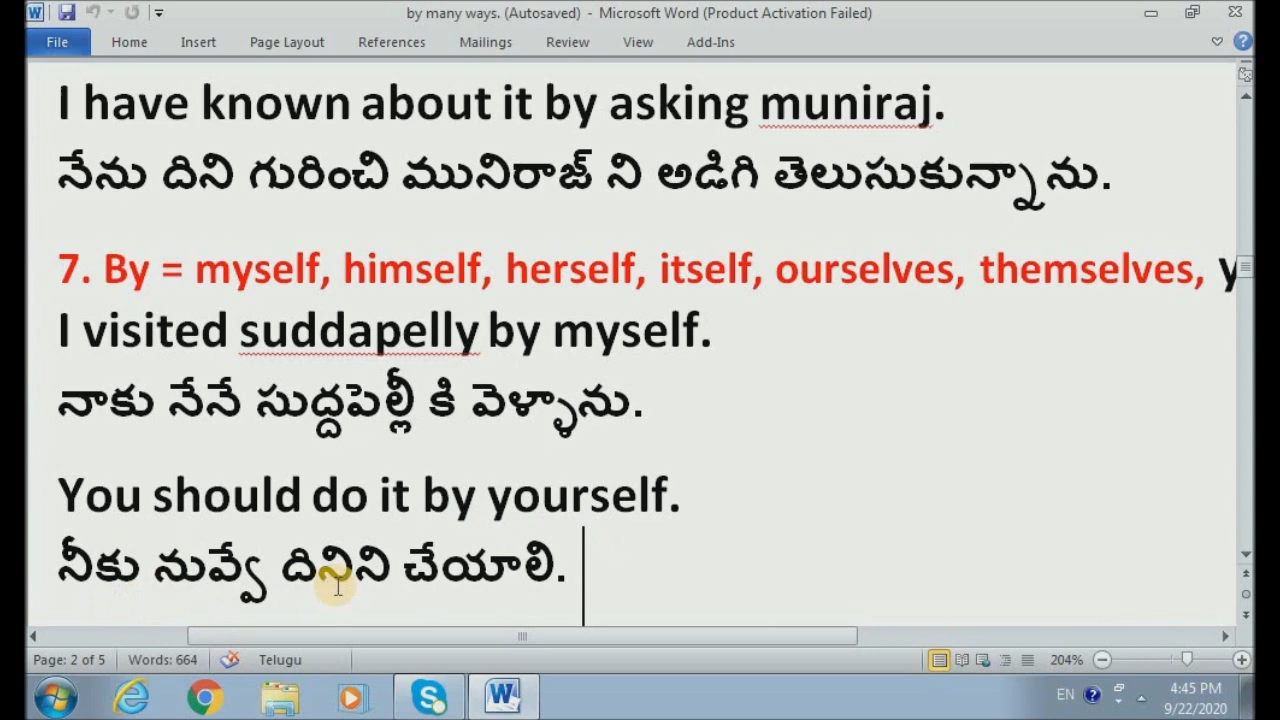 by many ways. (Autosaved) - Microsoft Word (Product Activation Failed)
File Home Insert Page Layout References Mailings Review View Add-Ins
I have known about it by asking muniraj.
నేను దిని గురించి మునిరాజ్ ని అడిగి తెలుసుకున్నాను.
7. By = myself, himself, herself, itself, ourselves, themselves, y
I visited suddapelly by myself.
నాకు నేనే సుద్దపెల్లీ కి వెళ్ళాను.
You should do it by yourself.
నీకు నువ్వే దినిని చేయాలి.
Page: 2 of 5 Words: 664 Telugu 204%
EN 4:45 PM
9/22/2020